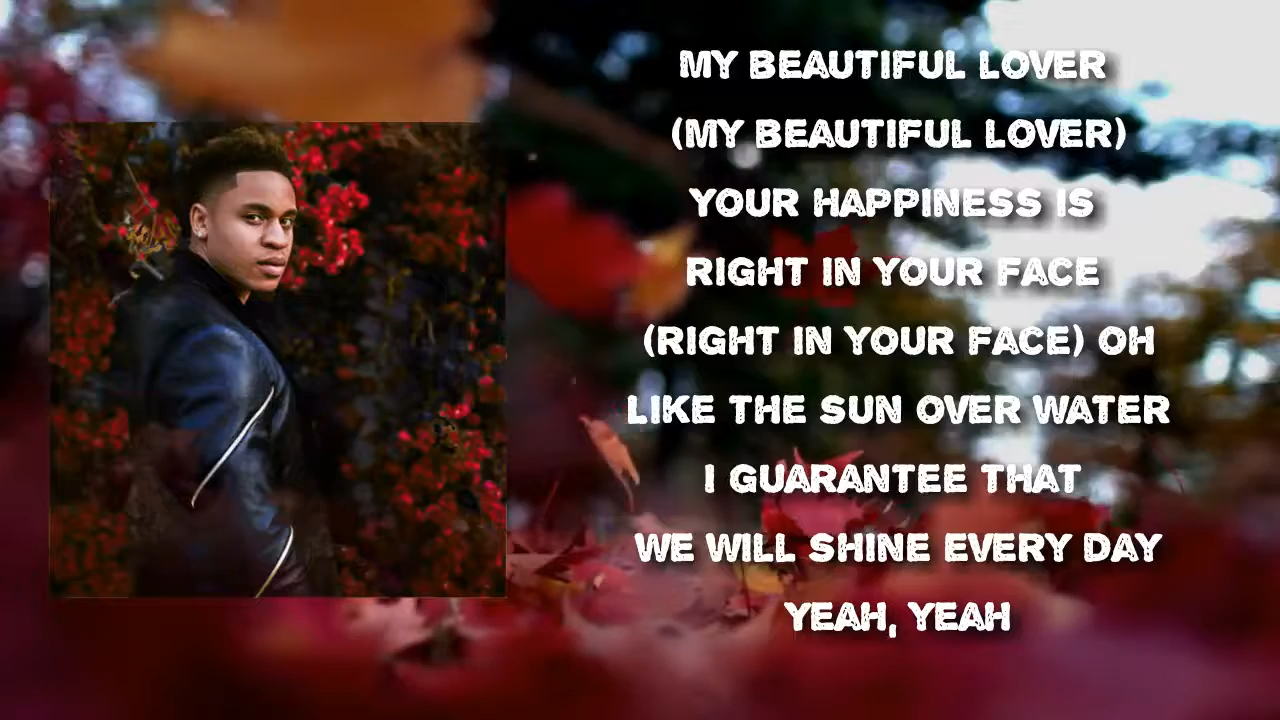 MY BEAUTIFUL LOVER
(MY BEAUTIFUL LOVER)
YOUR HAPPINESS IS
RIGHT IN YOUR FACE
(RIGHT IN YOUR FACE) OH
LIKE THE SUN OVER WATER
I GUARANTEE THAT
WE WILL SHINE EVERY DAY
YEAH, YEAH